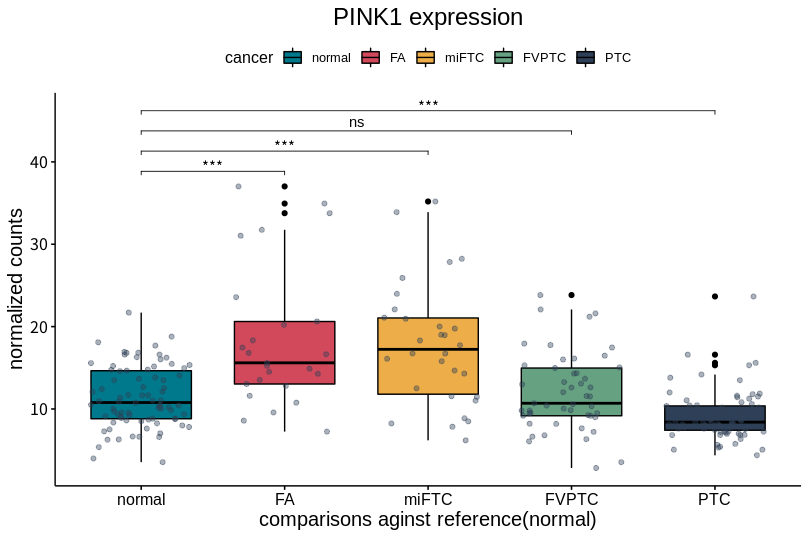 PINK1 expression
cancer normal FA miFTC FVPTC PTC
***
ns
***
***
40
30
20
10
normalized counts
normal FA miFTC FVPTC PTC
comparisons aginst reference(normal)